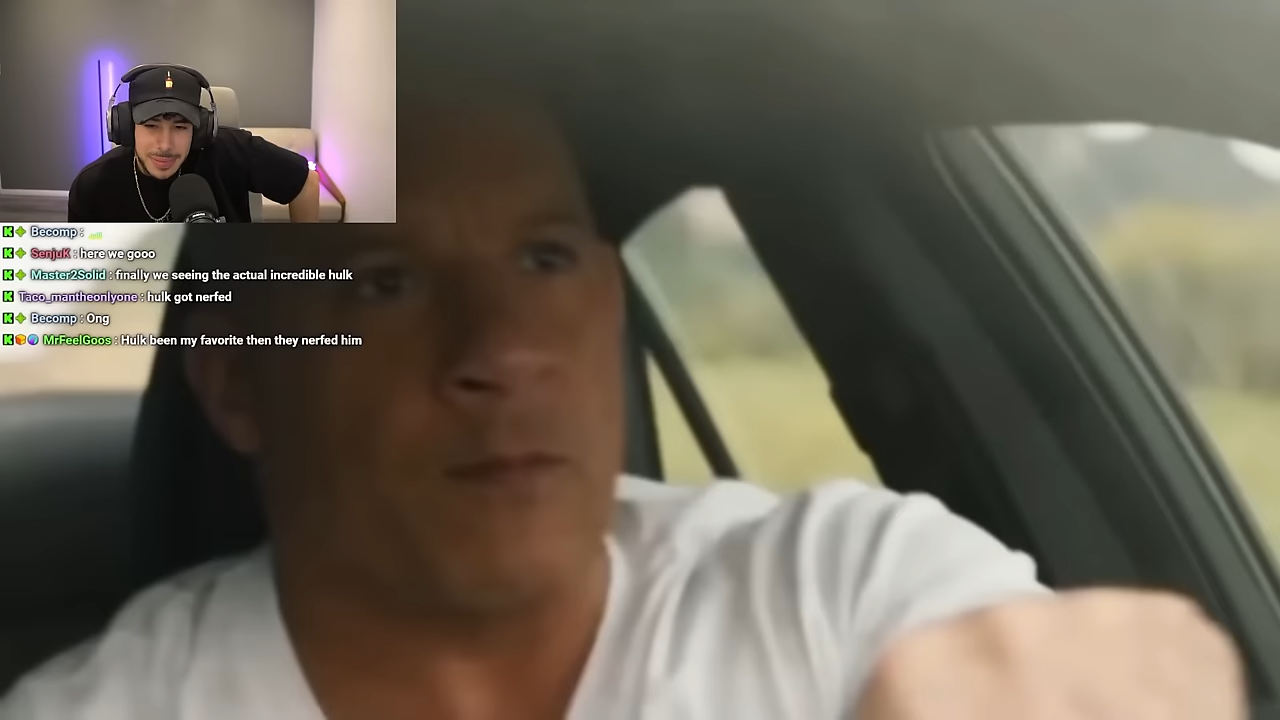 Becomp :
SenjuK : here we gooo
Master2Solid : finally we seeing the actual incredible hulk
Taco_mantheonlyone : hulk got nerfed
Becomp : Ong
MrFeelGoos : Hulk been my favorite then they nerfed him